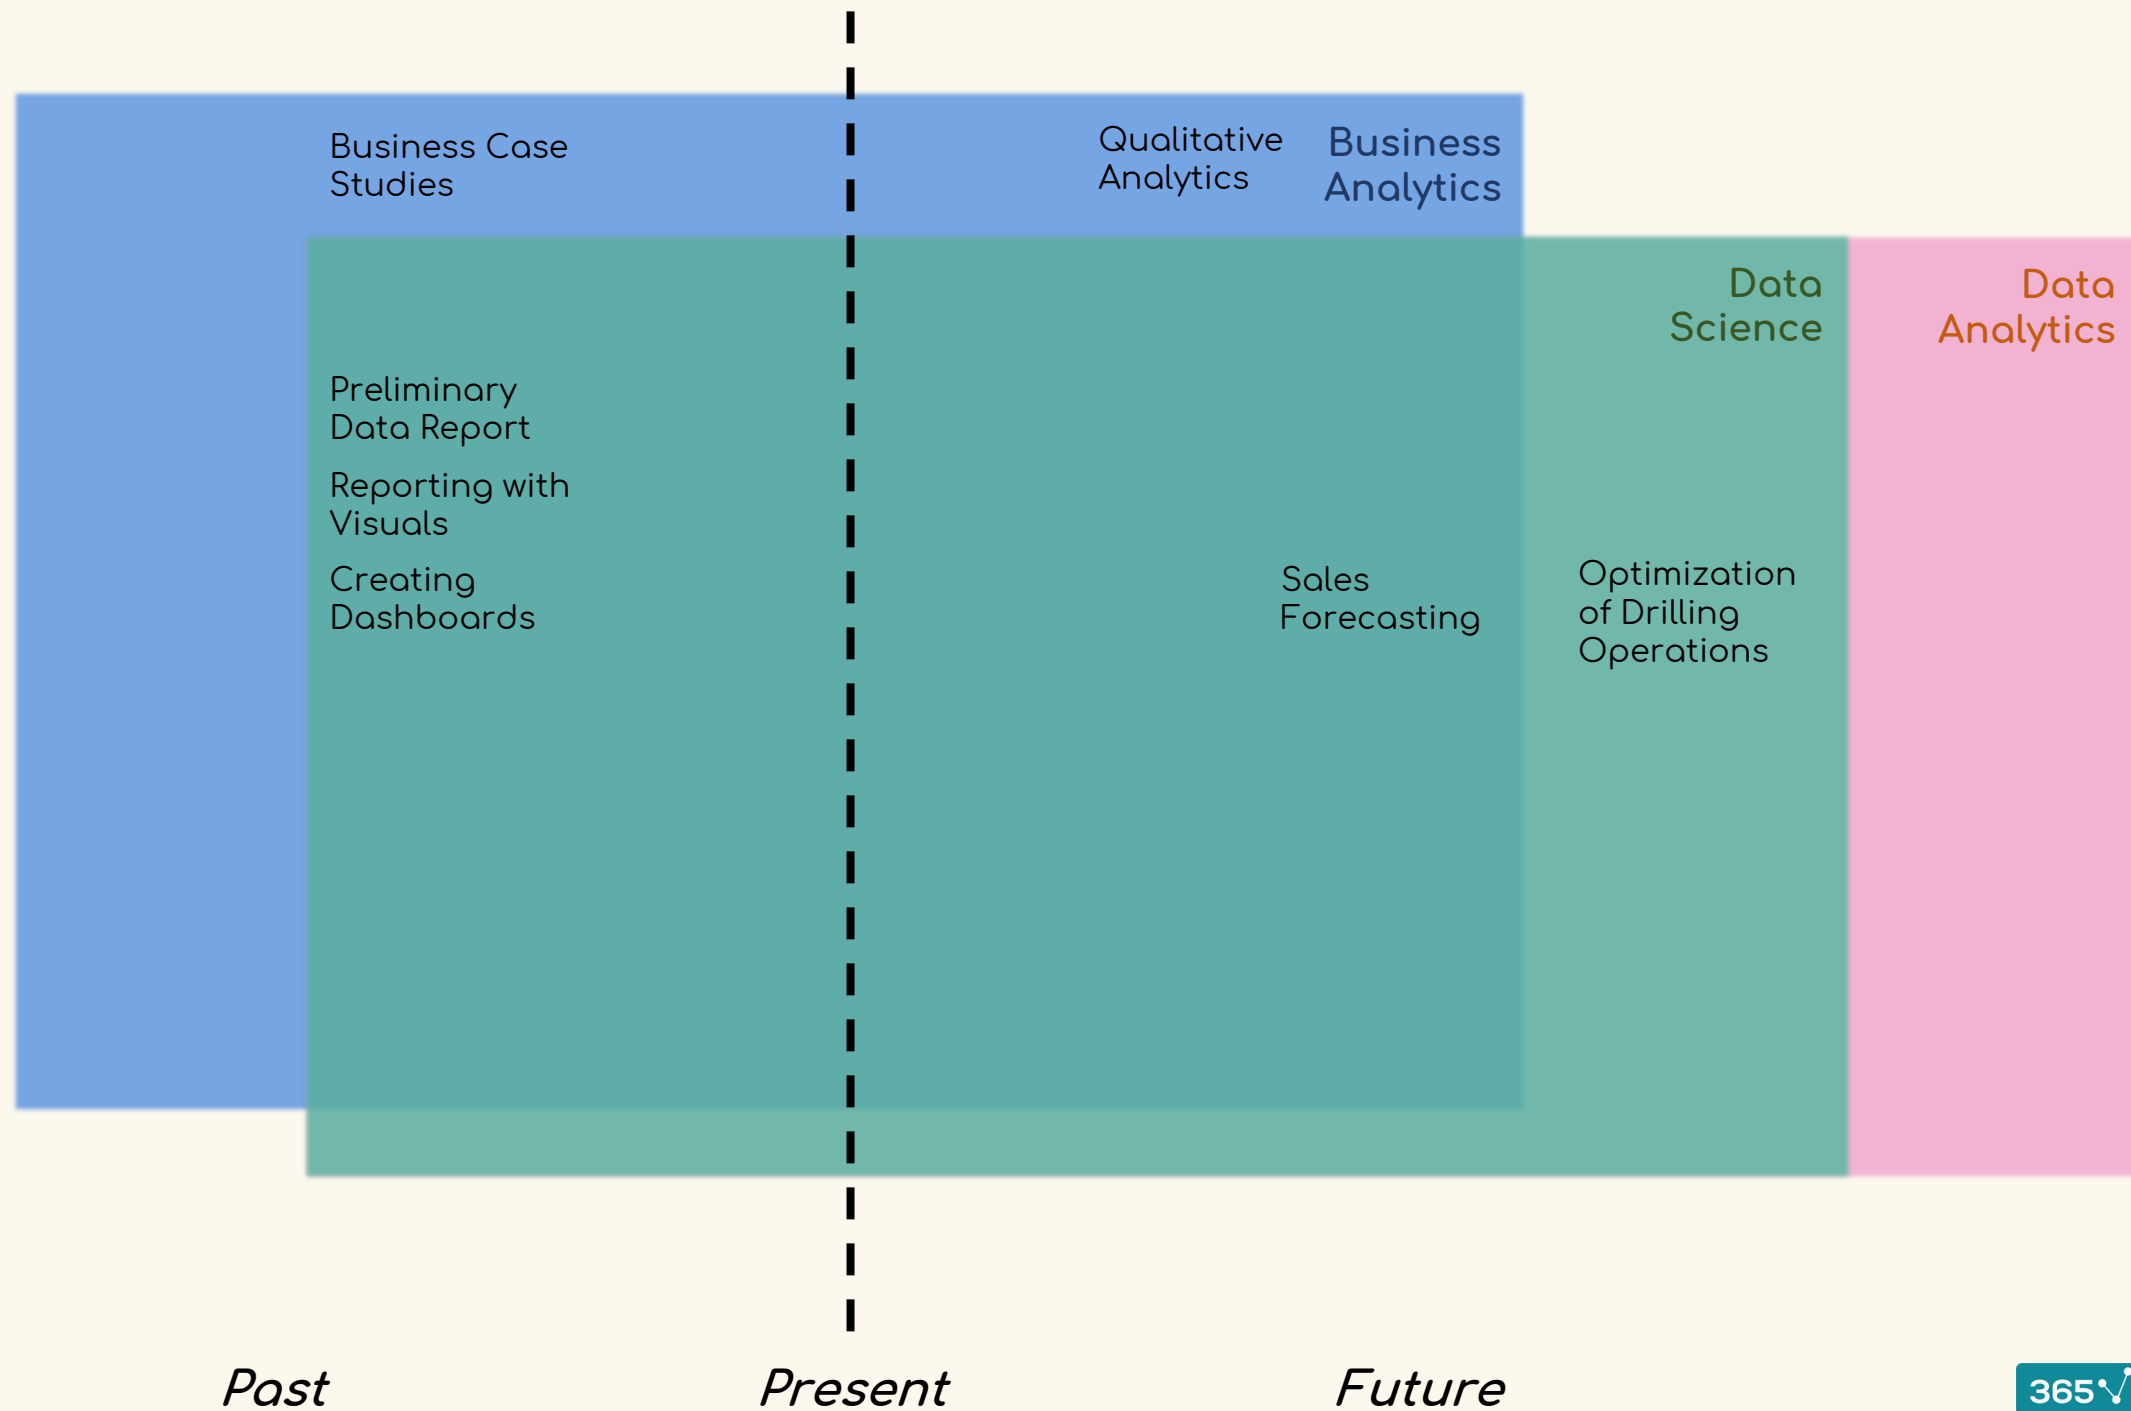 Business Case
Studies
Qualitative
Analytics
Business
Analytics
Data
Science
Data
Analytics
Preliminary
Data Report
Reporting with
Visuals
Creating
Dashboards
Sales
Forecasting
Optimization
of Drilling
Operations
Past
Present
Future
365